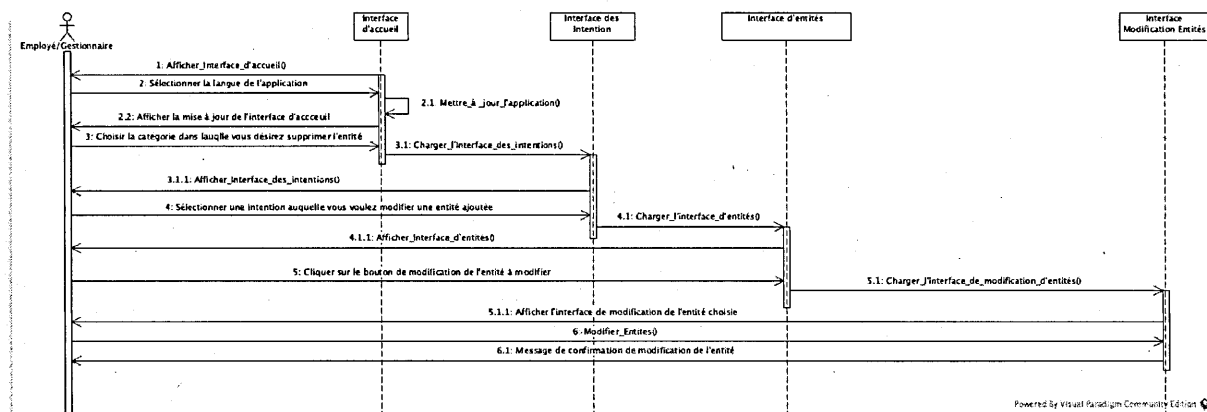 Interface
d'accueil
Interface des
Intention
Interface d'entités
Interface
Modification Entités
Employé/Gestionnaire
1: Afficher_Interface_d'accueil()
2: Sélectionner la langue de l'application
2.1: Mettre_à_jour_l'application()
2.2: Afficher la mise à jour de l'interface d'accceuil
3: Choisir la catégorie dans lauqlle vous désirez supprimer l'entité
3.1: Charger_l'interface_des_intentions()
3.1.1: Afficher_Interface_des_intentions()
4: Sélectionner une intention auquelle vous voulez modifier une entité ajoutée
4.1: Charger_l'interface_d'entités()
4.1.1: Afficher_Interface_d'entités()
5: Cliquer sur le bouton de modification de l'entité à modifier
5.1: Charger_l'interface_de_modification_d'entités()
5.1.1: Afficher l'interface de modification de l'entité choisie
6: Modifier_Entites()
6.1: Message de confirmation de modification de l'entité
Powered By Visual Paradigm Community Edition